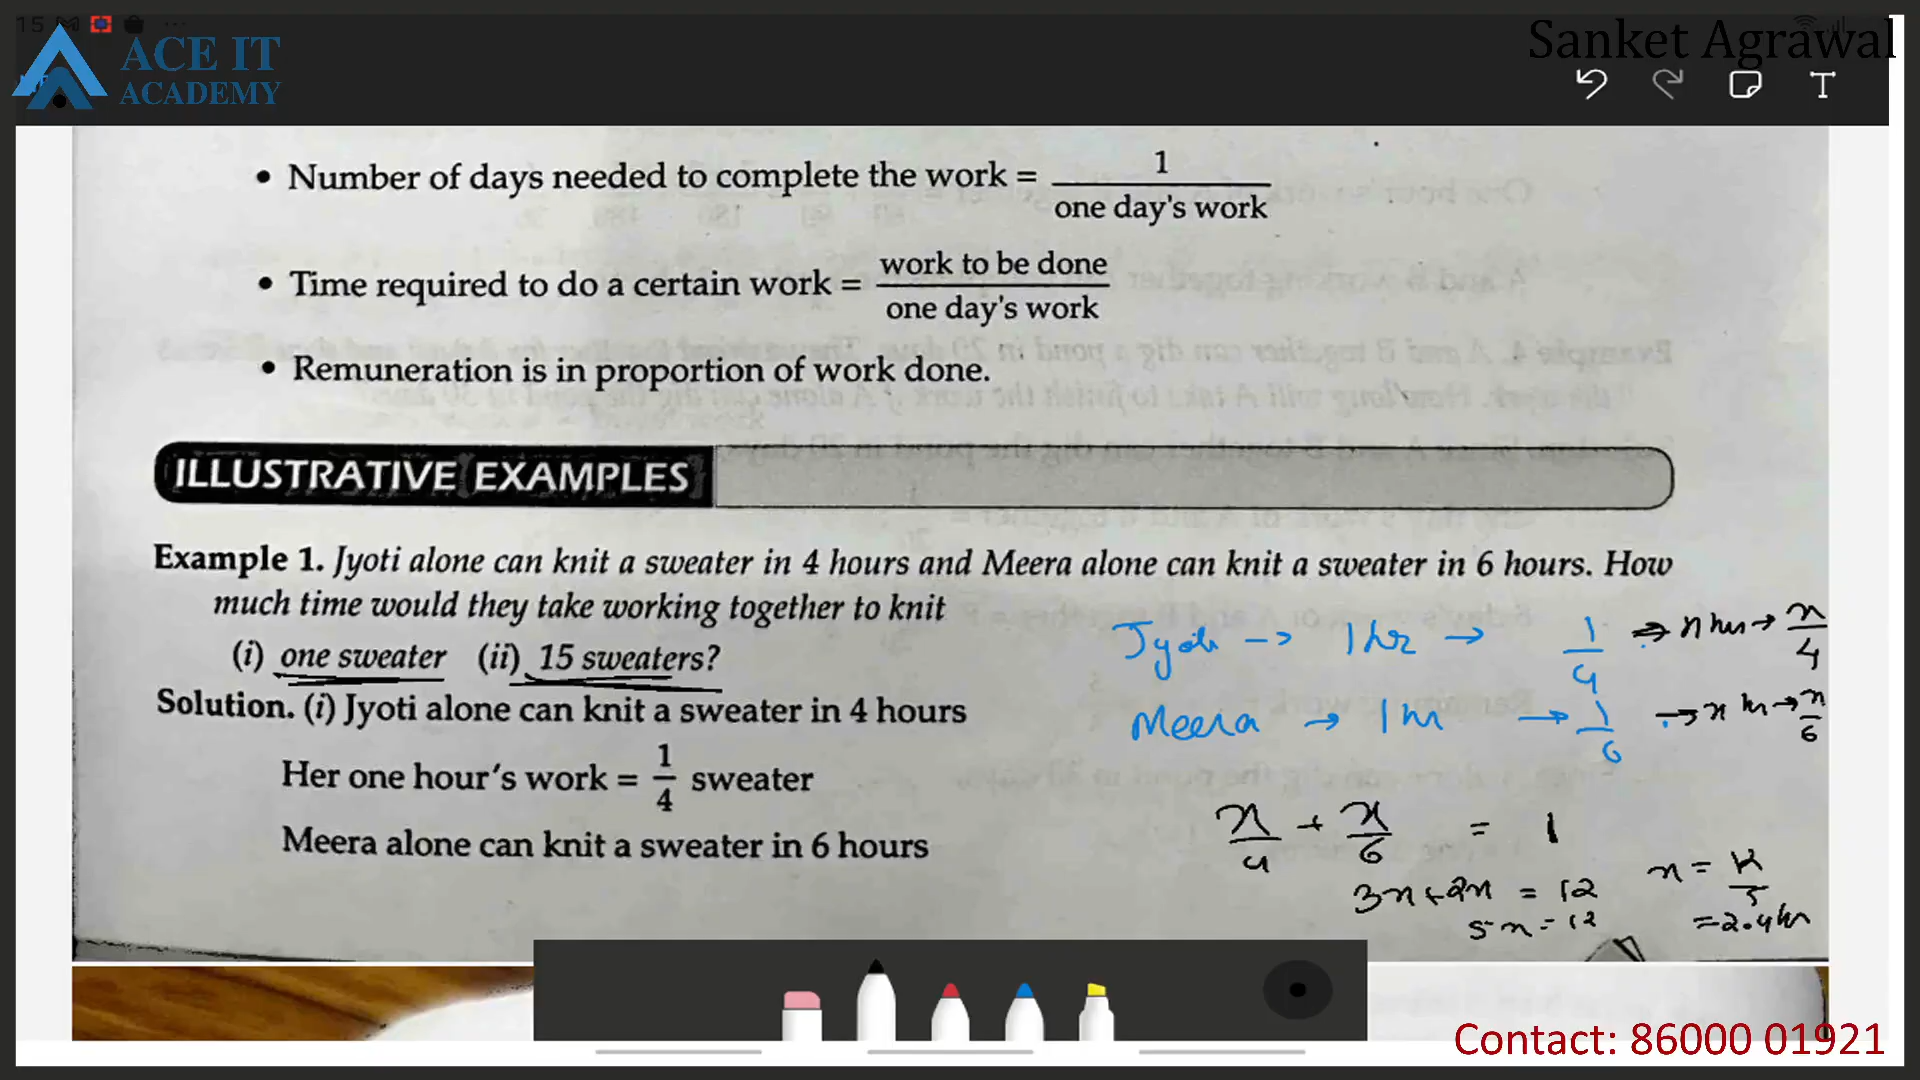 15
ACE IT
ACADEMY
Sanket Agrawal
T
• Number of days needed to complete the work = 1 / one day's work
• Time required to do a certain work = work to be done / one day's work
• Remuneration is in proportion of work done.
ILLUSTRATIVE EXAMPLES
Example 1. Jyoti alone can knit a sweater in 4 hours and Meera alone can knit a sweater in 6 hours. How
much time would they take working together to knit
(i) one sweater (ii) 15 sweaters?
Solution. (i) Jyoti alone can knit a sweater in 4 hours
Her one hour's work = 1/4 sweater
Meera alone can knit a sweater in 6 hours
Jyoti → 1 hr → 1/4 → x hr → x/4
Meera → 1 hr → 1/6 → x hr → x/6
x/4 + x/6 = 1
3x + 2x = 12
5x = 12
x = 12/5
= 2.4 hr
Contact: 86000 01921